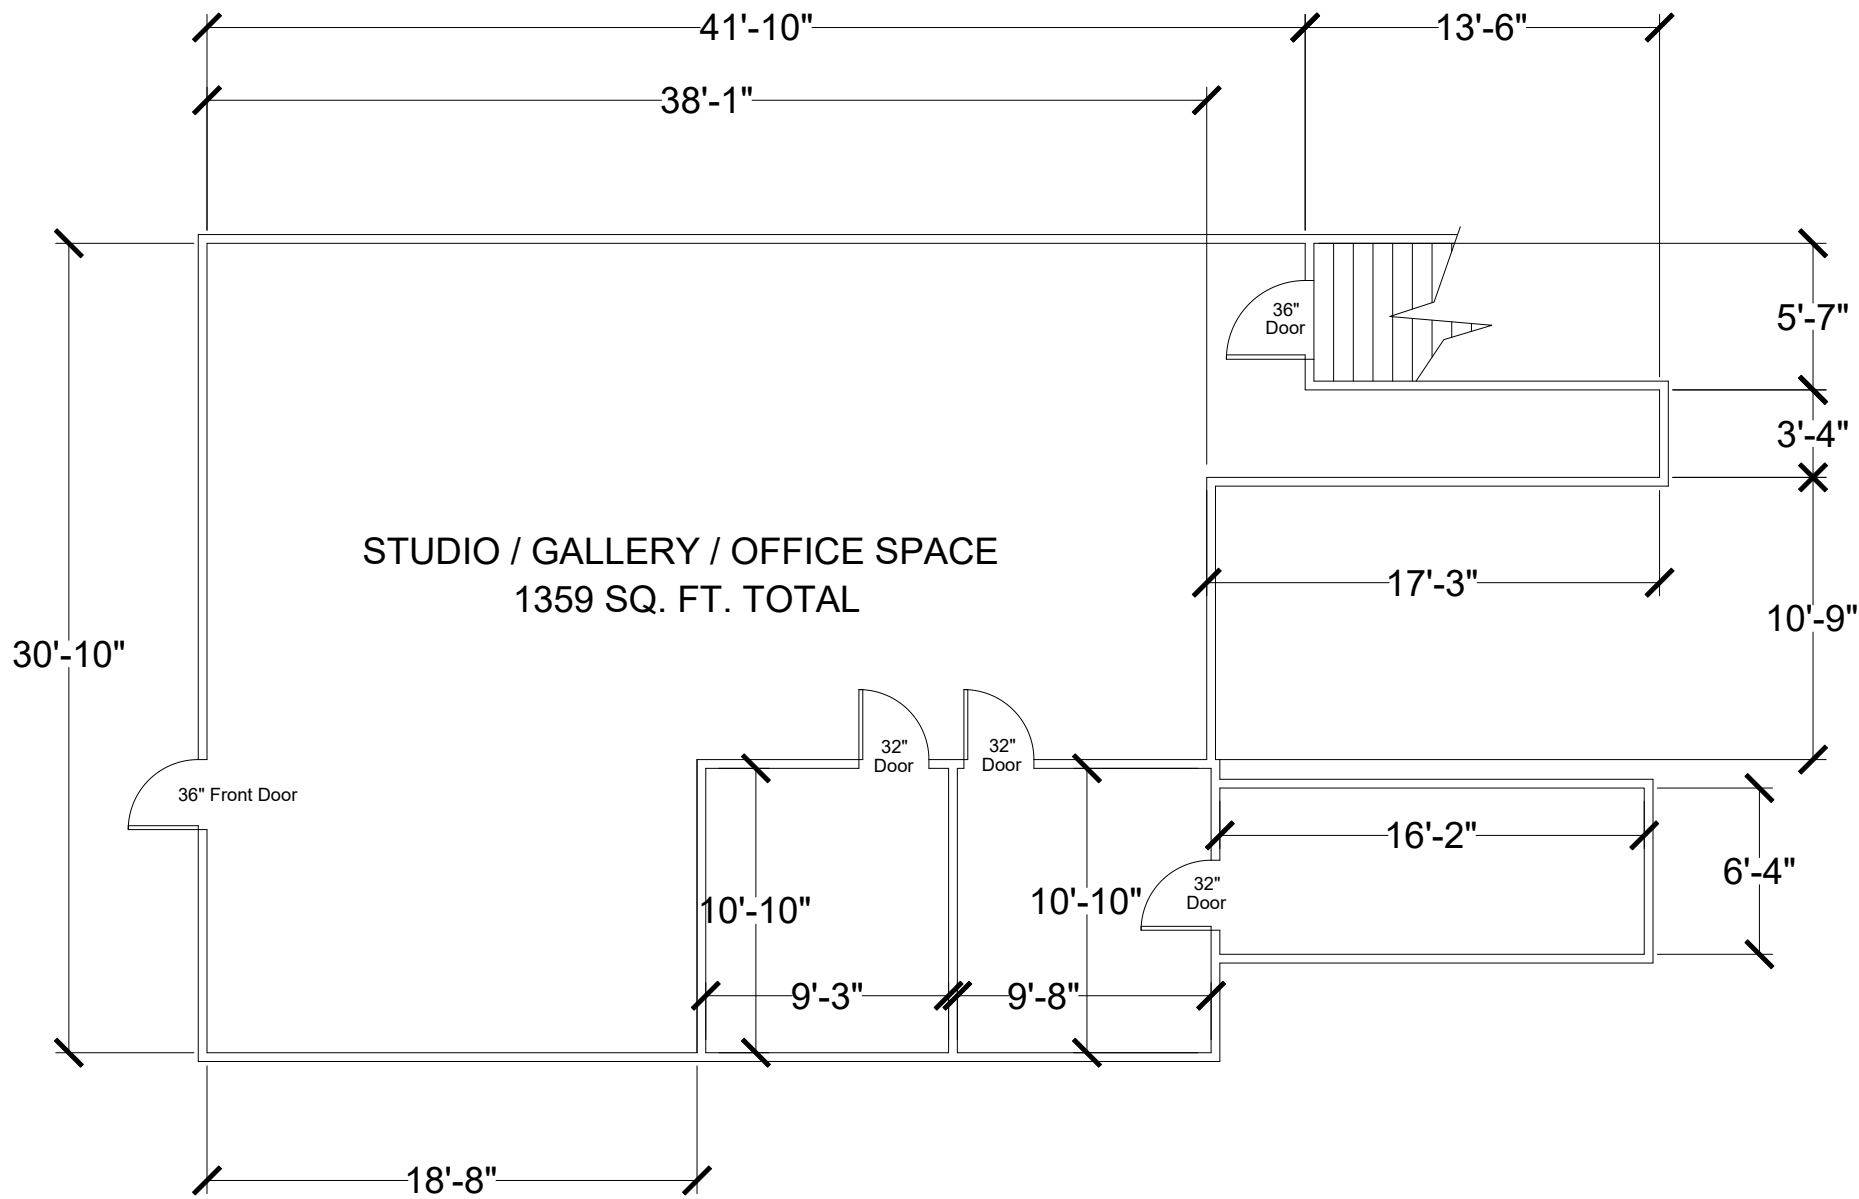 41'-10"
13'-6"
38'-1"
36"
Door
5'-7"
3'-4"
STUDIO / GALLERY / OFFICE SPACE
1359 SQ. FT. TOTAL
17'-3"
10'-9"
30'-10"
32"
Door
32"
Door
36" Front Door
16'-2"
6'-4"
10'-10"
10'-10"
32"
Door
9'-3"
9'-8"
18'-8"